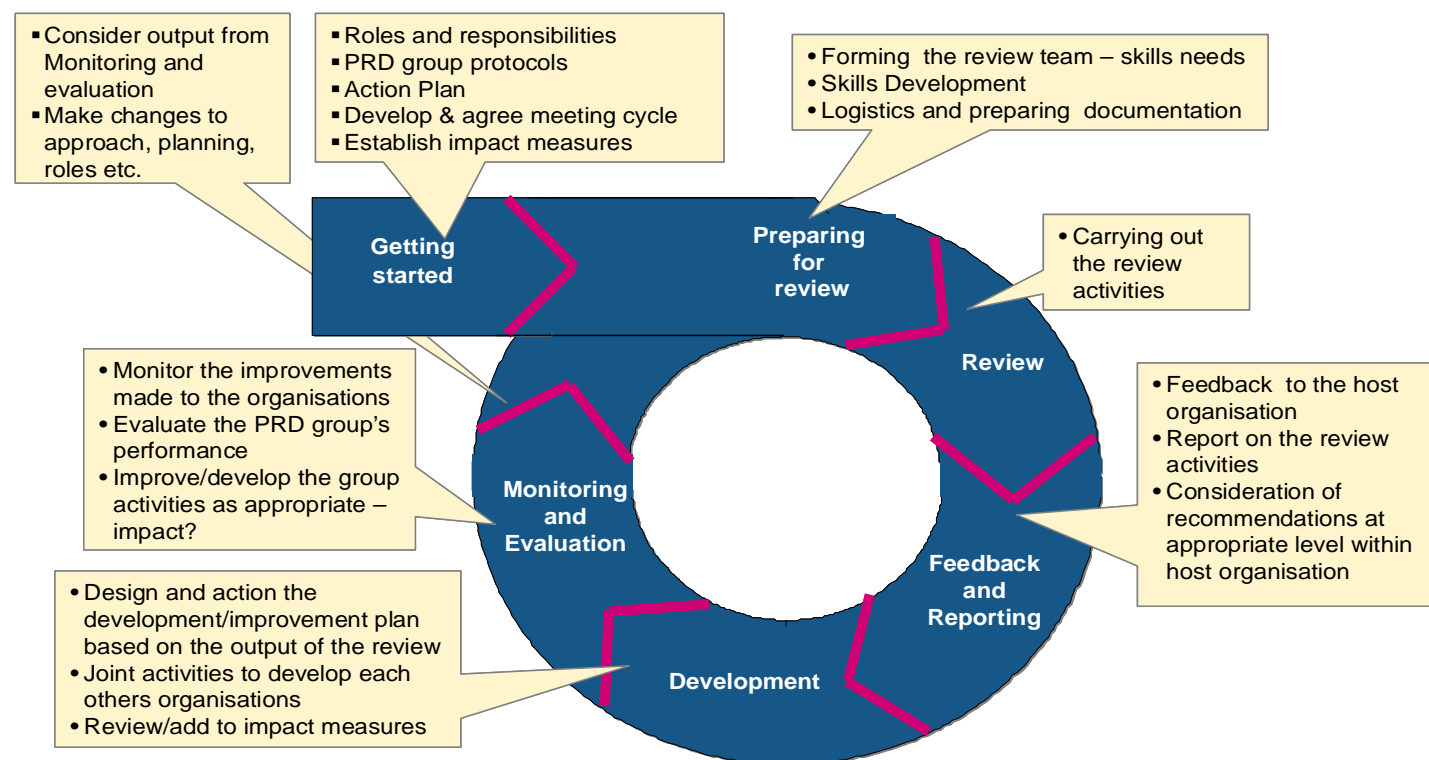 ▪ Consider output from
Monitoring and
evaluation
▪ Make changes to
approach, planning,
roles etc.
▪ Roles and responsibilities
▪ PRD group protocols
▪ Action Plan
▪ Develop & agree meeting cycle
▪ Establish impact measures
• Forming the review team – skills needs
• Skills Development
• Logistics and preparing documentation
Getting
started
Preparing
for
review
• Carrying out
the review
activities
Review
• Monitor the improvements
made to the organisations
• Evaluate the PRD group's
performance
• Improve/develop the group
activities as appropriate –
impact?
• Feedback to the host
organisation
• Report on the review
activities
• Consideration of
recommendations at
appropriate level within
host organisation
Monitoring
and
Evaluation
Feedback
and
Reporting
• Design and action the
development/improvement plan
based on the output of the review
• Joint activities to develop each
others organisations
• Review/add to impact measures
Development